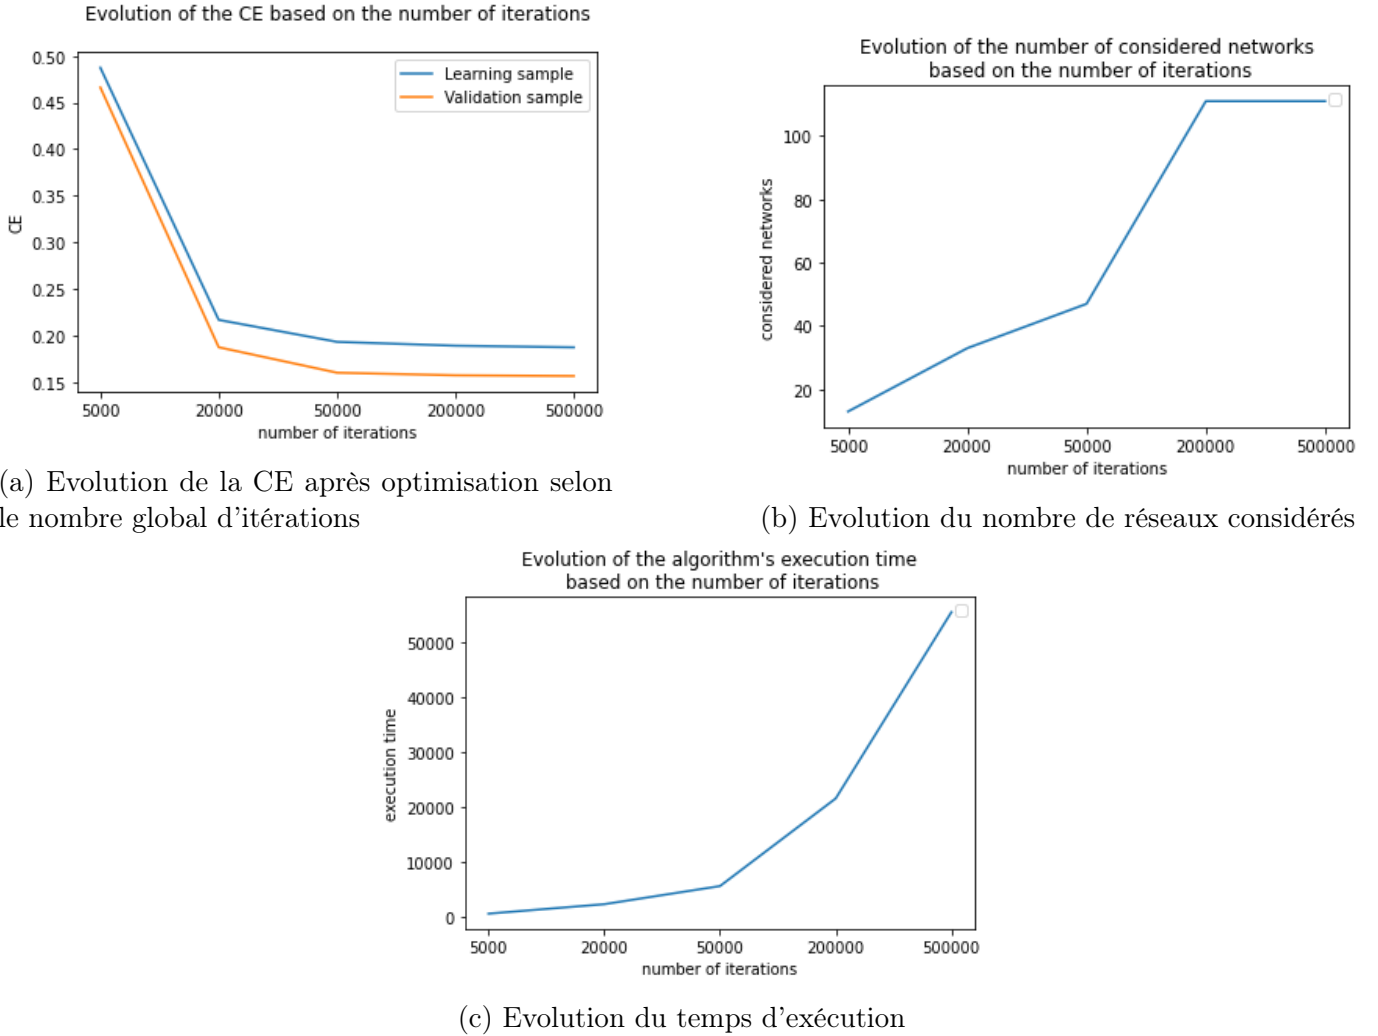 Evolution of the CE based on the number of iterations
0.50
0.45
0.40
0.35
0.30
0.25
0.20
0.15
CE
Learning sample
Validation sample
5000 20000 50000 200000 500000
number of iterations
(a) Evolution de la CE après optimisation selon
le nombre global d'itérations
Evolution of the number of considered networks
based on the number of iterations
100
80
60
40
20
considered networks
5000 20000 50000 200000 500000
number of iterations
(b) Evolution du nombre de réseaux considérés
Evolution of the algorithm's execution time
based on the number of iterations
50000
40000
30000
20000
10000
0
execution time
5000 20000 50000 200000 500000
number of iterations
(c) Evolution du temps d'exécution